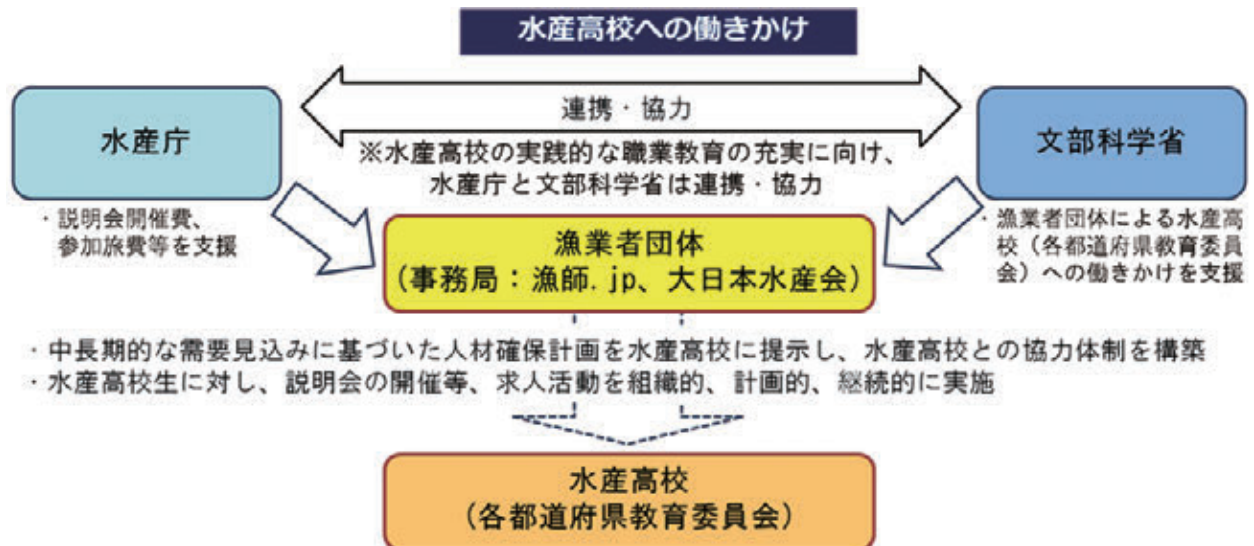 水産高校への働きかけ
連携・協力
水産庁
文部科学省
※水産高校の実践的な職業教育の充実に向け、
水産庁と文部科学省は連携・協力
・説明会開催費、
参加旅費等を支援
漁業者団体
(事務局：漁師.jp、大日本水産会)
・漁業者団体による水産高
校（各都道府県教育委員
会）への働きかけを支援
・中長期的な需要見込みに基づいた人材確保計画を水産高校に提示し、水産高校との協力体制を構築
・水産高校生に対し、説明会の開催等、求人活動を組織的、計画的、継続的に実施
水産高校
(各都道府県教育委員会)